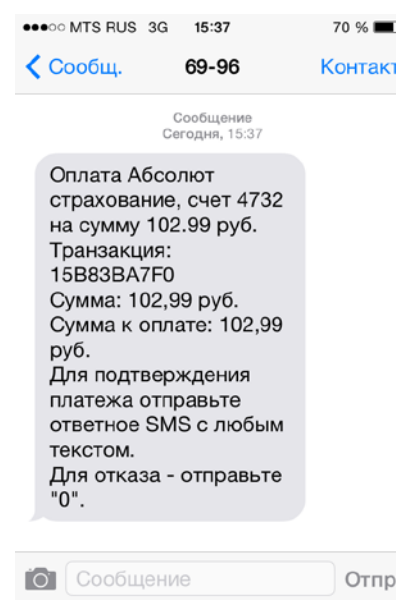 MTS RUS 3G 15:37 70 %
Сообщ. 69-96 Контакт
Сообщение
Сегодня, 15:37
Оплата Абсолют
страхование, счет 4732
на сумму 102.99 руб.
Транзакция:
15B83BA7F0
Сумма: 102,99 руб.
Сумма к оплате: 102,99
руб.
Для подтверждения
платежа отправьте
ответное SMS с любым
текстом.
Для отказа - отправьте
"0".
Сообщение Отпр